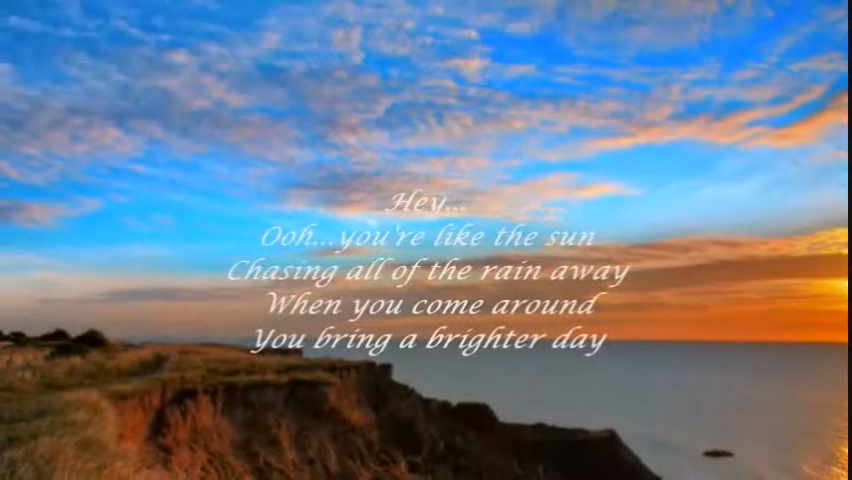 Hey...
Ooh...you're like the sun
Chasing all of the rain away
When you come around
You bring a brighter day